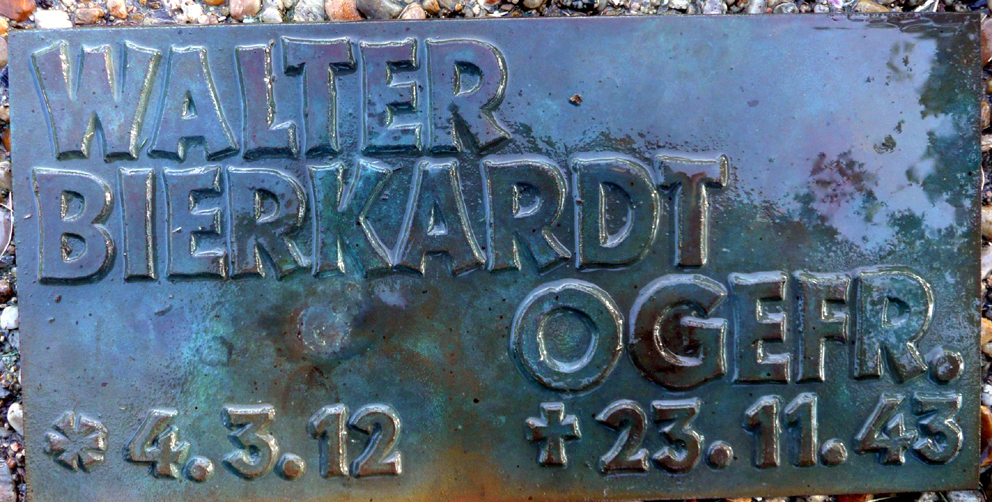 WALTER
BIERKARDT
OGEFR.
* 4.3.12 † 23.11.43